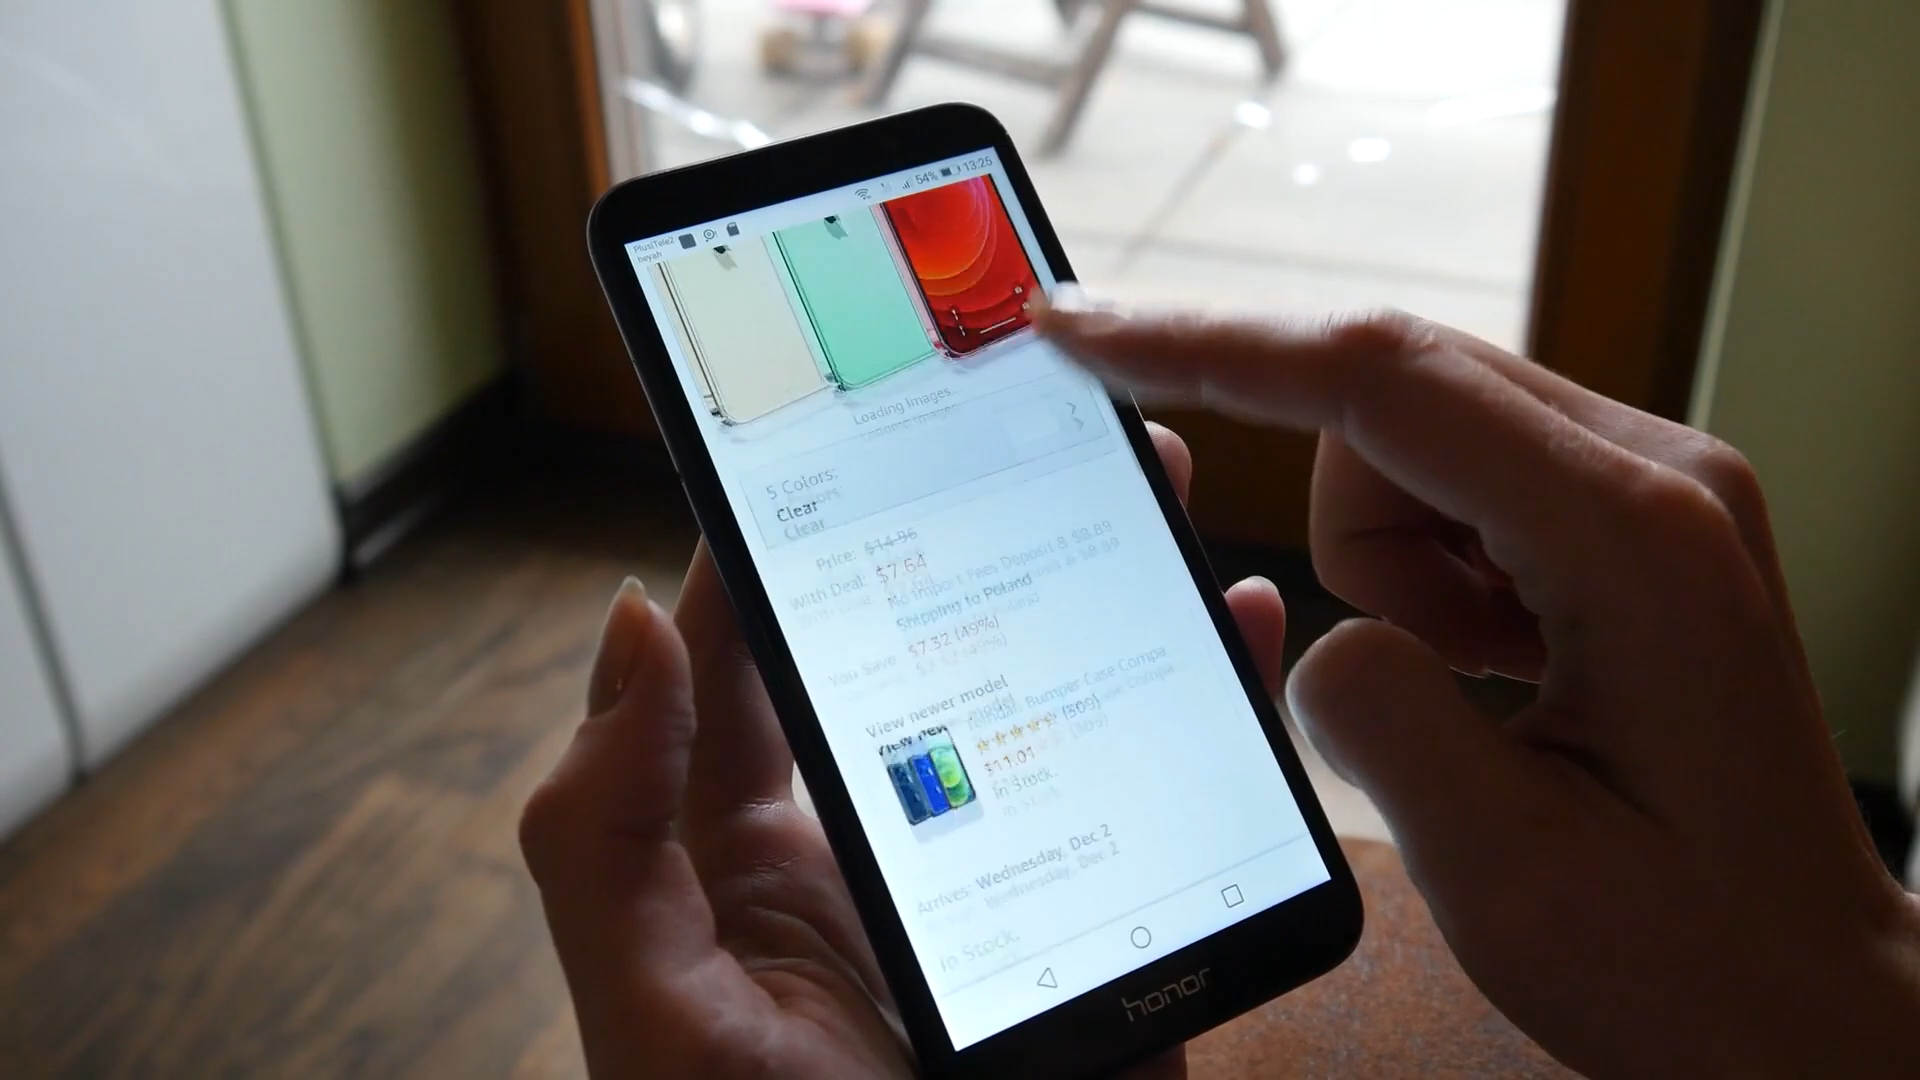 Plus|Tele2
heyah
54% 13:25
Loading Images...
5 Colors:
Clear
Price: $14.96
With Deal: $7.64
No Import Fees Deposit & $9.89
Shipping to Poland
You Save: $7.32 (49%)
View newer model
Bumper Case Compa
(309)
$11.01
In Stock.
Arrives: Wednesday, Dec 2
In Stock.
honor